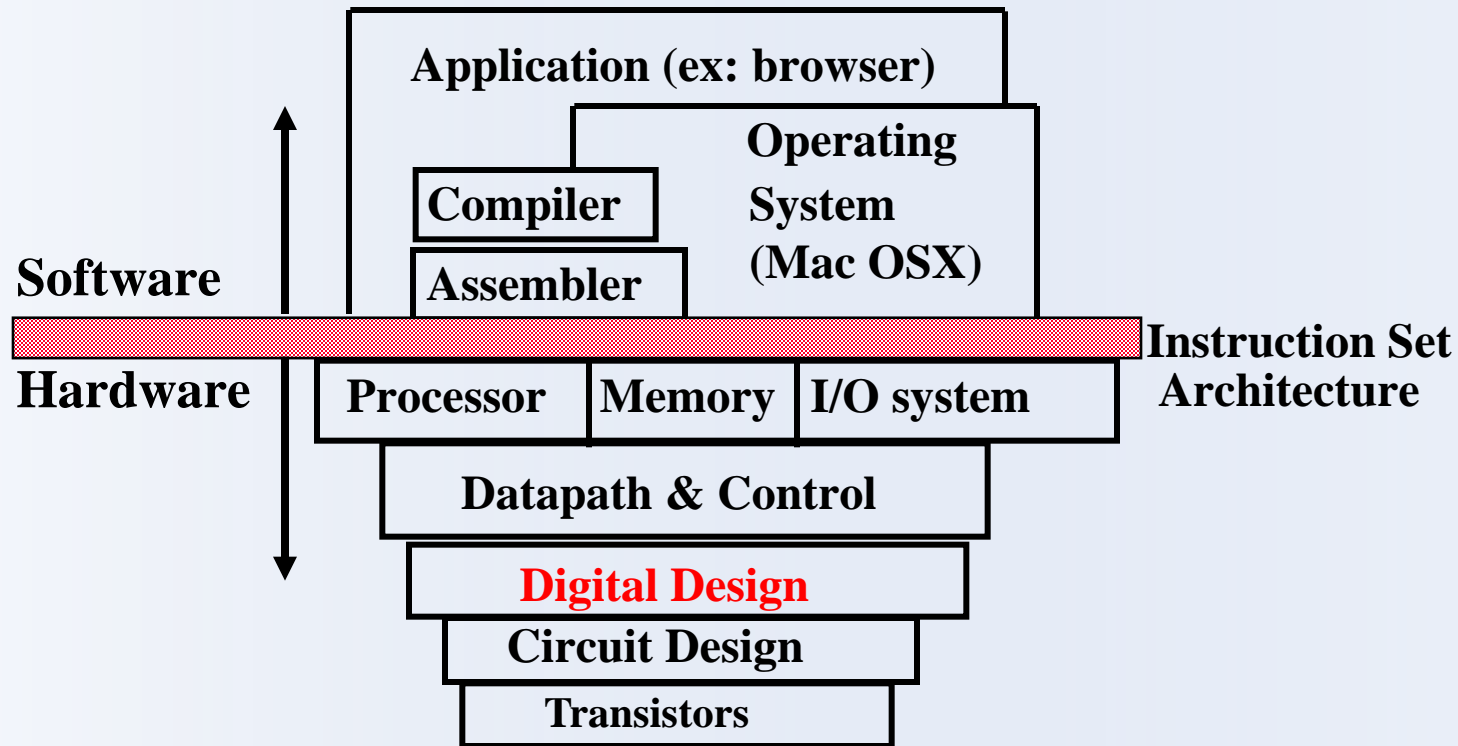 Application (ex: browser)
Operating
Compiler
System
(Mac OSX)
Software
Assembler
Instruction Set
Architecture
Hardware
Processor
Memory
I/O system
Datapath & Control
Digital Design
Circuit Design
Transistors